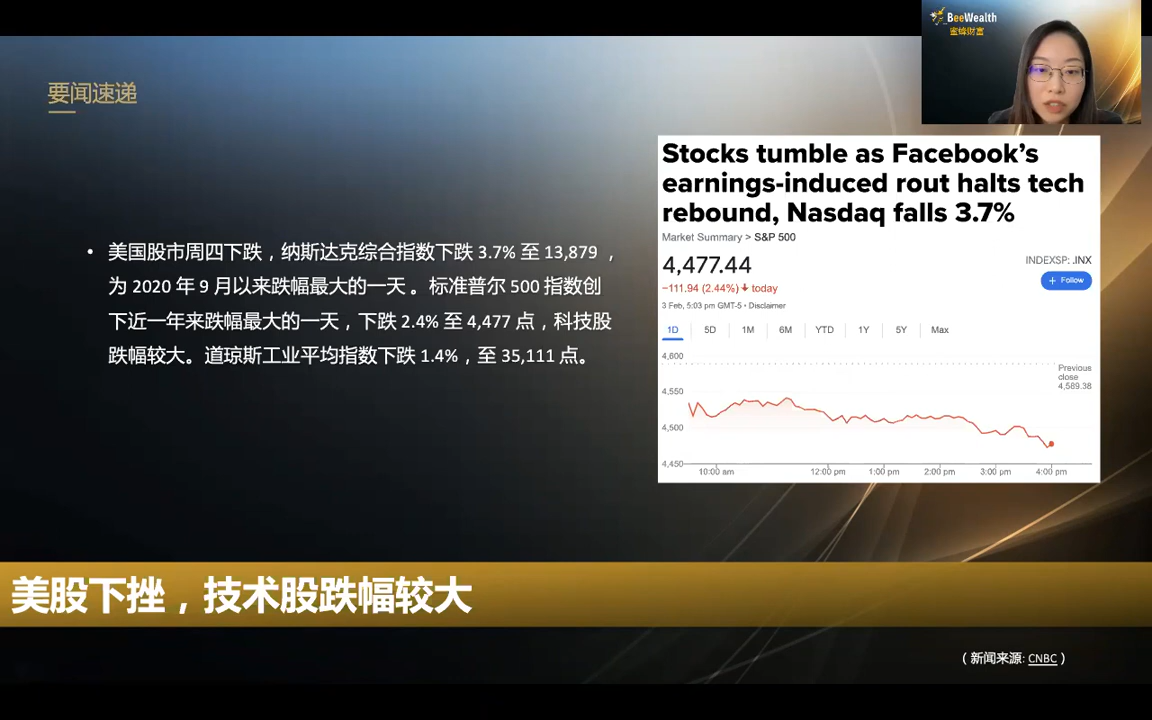 BeeWealth
蜜蜂财富
要闻速递
Stocks tumble as Facebook’s
earnings-induced rout halts tech
rebound, Nasdaq falls 3.7%
Market Summary > S&P 500
4,477.44
INDEXSP: .INX
−111.94 (2.44%) ↓ today
+ Follow
3 Feb, 5:03 pm GMT-5 • Disclaimer
1D 5D 1M 6M YTD 1Y 5Y Max
4,600
Previous
close
4,589.38
4,550
4,500
4,450
10:00 am 12:00 pm 1:00 pm 2:00 pm 3:00 pm 4:00 pm
• 美国股市周四下跌，纳斯达克综合指数下跌 3.7% 至 13,879 ，
为 2020 年 9 月以来跌幅最大的一天 。标准普尔 500 指数创
下近一年来跌幅最大的一天，下跌 2.4% 至 4,477 点，科技股
跌幅较大。道琼斯工业平均指数下跌 1.4%，至 35,111 点。
美股下挫，技术股跌幅较大
（ 新闻来源: CNBC ）